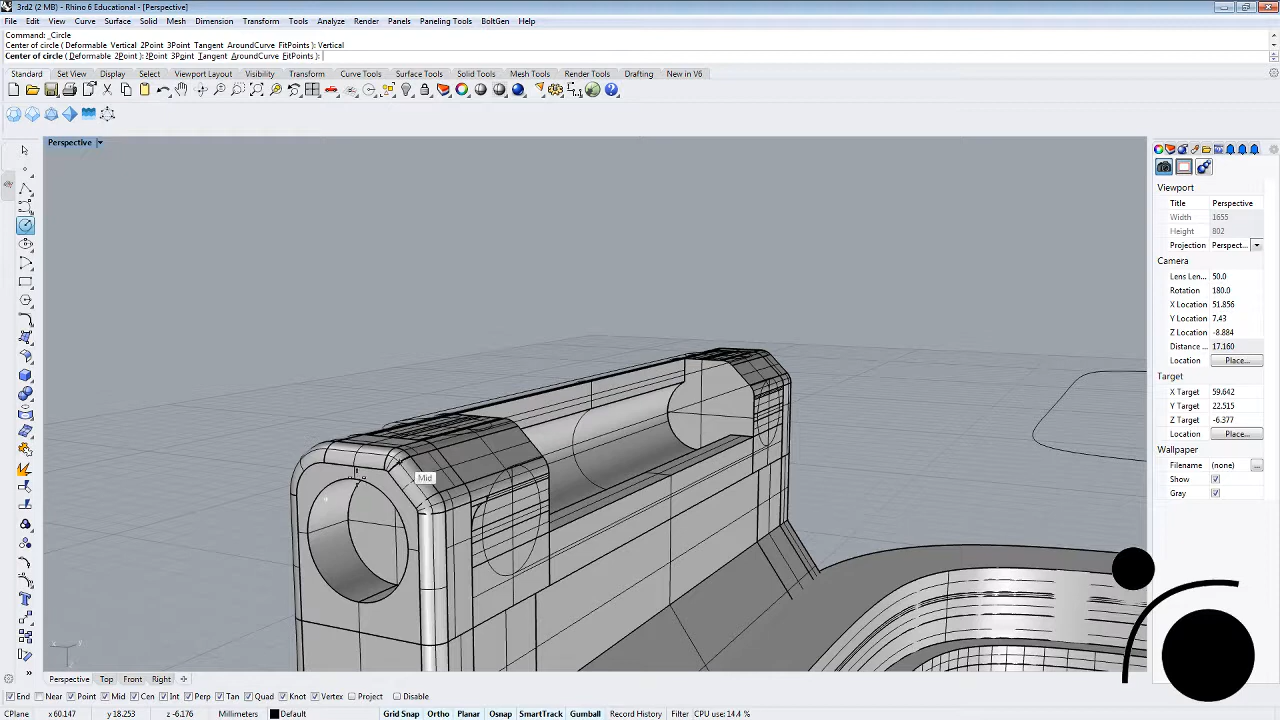 3rd2 (2 MB) - Rhino 6 Educational - [Perspective]
File Edit View Curve Surface Solid Mesh Dimension Transform Tools Analyze Render Panels Paneling Tools BoltGen Help
Command: _Circle
Center of circle ( Deformable Vertical 2Point 3Point Tangent AroundCurve FitPoints ): Vertical
Center of circle ( Deformable 2Point ): 2Point 3Point Tangent AroundCurve FitPoints ):
Standard Set View Display Select Viewport Layout Visibility Transform Curve Tools Surface Tools Solid Tools Mesh Tools Render Tools Drafting New in V6
Perspective
Mid
Viewport
Title Perspective
Width 1655
Height 802
Projection Perspect...
Camera
Lens Len... 50.0
Rotation 180.0
X Location 51.856
Y Location 7.43
Z Location -8.884
Distance ... 17.160
Location Place...
Target
X Target 59.642
Y Target 22.515
Z Target -6.377
Location Place...
Wallpaper
Filename (none) ...
Show
Gray
Perspective Top Front Right
End Near Point Mid Cen Int Perp Tan Quad Knot Vertex Project Disable
CPlane x 60.147 y 18.253 z -6.176 Millimeters Default Grid Snap Ortho Planar Osnap SmartTrack Gumball Record History Filter CPU use: 14.4 %